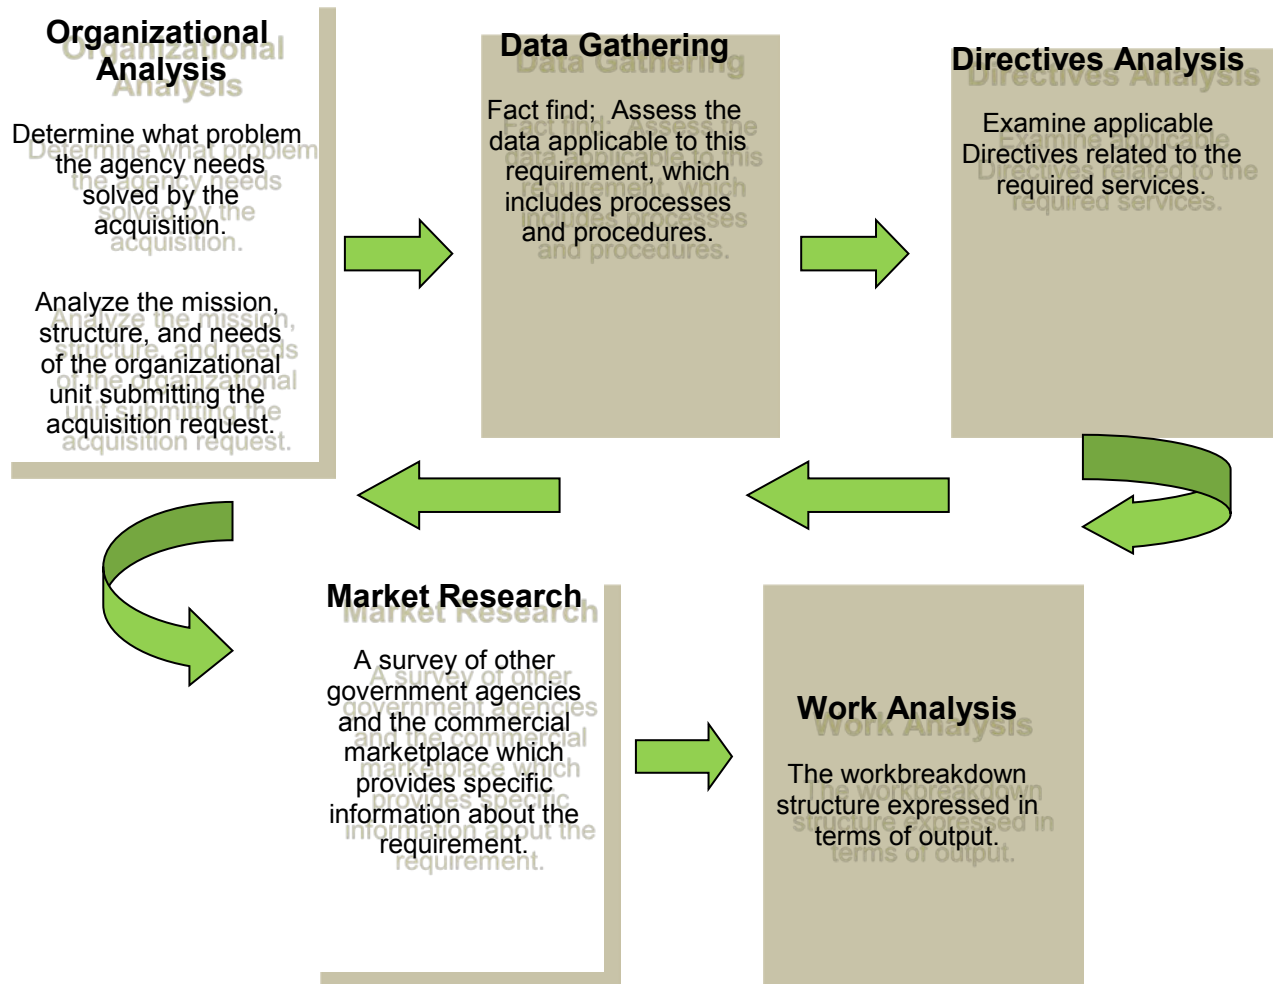 Organizational
Analysis
Determine what problem
the agency needs
solved by the
acquisition.
Analyze the mission,
structure, and needs
of the organizational
unit submitting the
acquisition request.
Data Gathering
Fact find;  Assess the
data applicable to this
requirement, which
includes processes
and procedures.
Directives Analysis
Examine applicable
Directives related to the
required services.
Market Research
A survey of other
government agencies
and the commercial
marketplace which
provides specific
information about the
requirement.
Work Analysis
The workbreakdown
structure expressed in
terms of output.